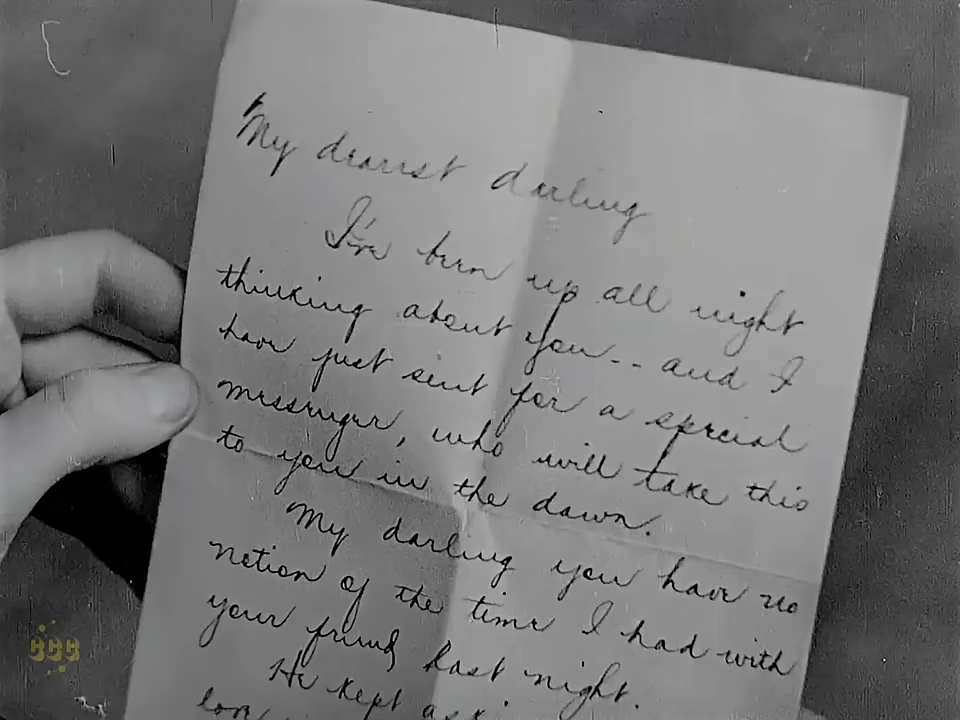 My dearest darling
I've been up all night
thinking about you -- and I
have just sent for a special
messenger, who will take this
to you in the dawn.
My darling you have no
notion of the time I had with
your friend last night.
He kept